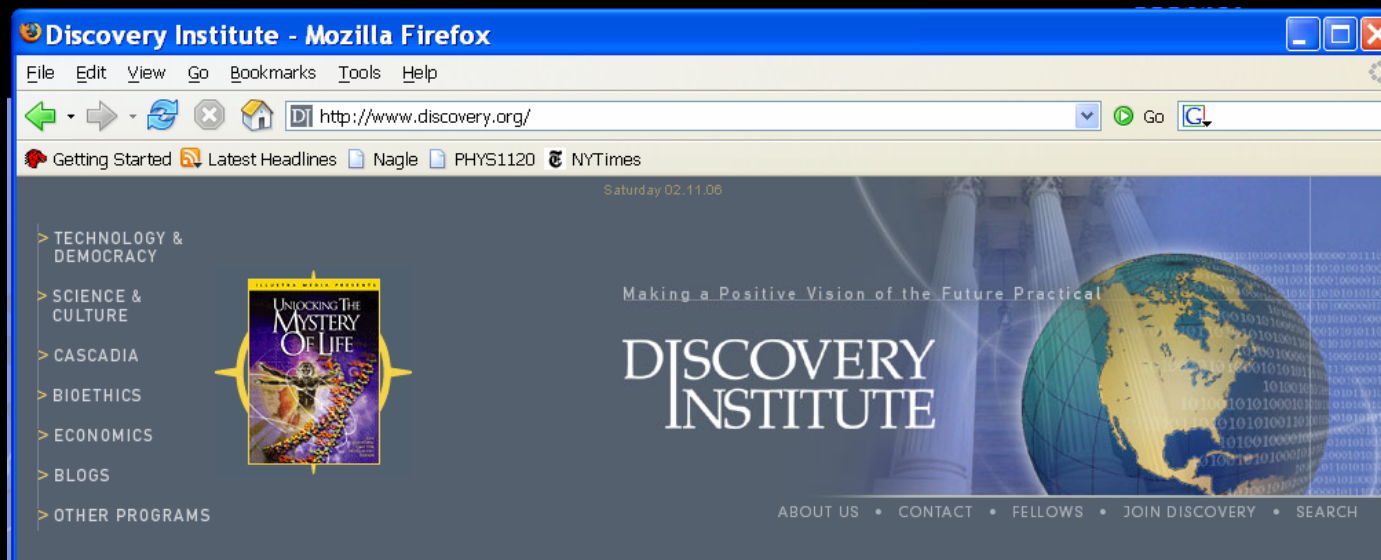 Discovery Institute - Mozilla Firefox
File Edit View Go Bookmarks Tools Help
DI http://www.discovery.org/ Go G
Getting Started Latest Headlines Nagle PHYS1120 NYTimes
Saturday 02.11.06
> TECHNOLOGY &
DEMOCRACY
> SCIENCE &
CULTURE
> CASCADIA
> BIOETHICS
> ECONOMICS
> BLOGS
> OTHER PROGRAMS
ILLUSTRA MEDIA PRESENTS
UNLOCKING THE
MYSTERY
OF LIFE
Making a Positive Vision of the Future Practical
DISCOVERY
INSTITUTE
ABOUT US • CONTACT • FELLOWS • JOIN DISCOVERY • SEARCH